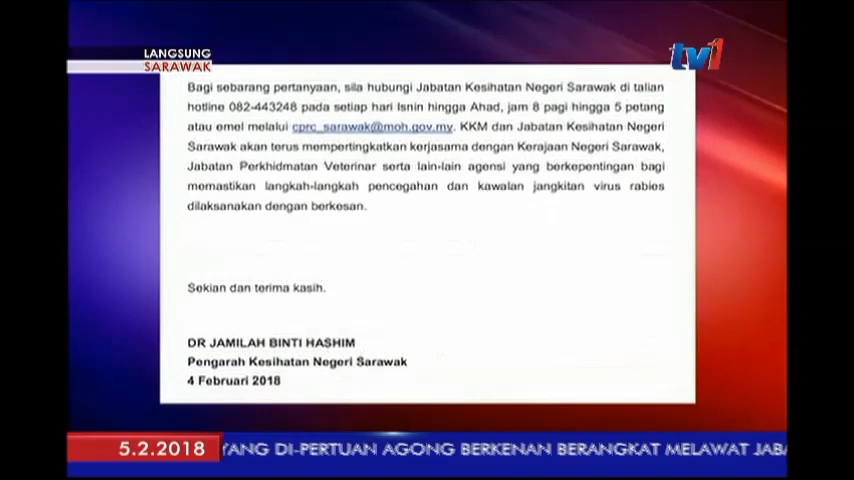 LANGSUNG
SARAWAK
tv1
Bagi sebarang pertanyaan, sila hubungi Jabatan Kesihatan Negeri Sarawak di talian
hotline 082-443248 pada setiap hari Isnin hingga Ahad, jam 8 pagi hingga 5 petang
atau emel melalui cprc_sarawak@moh.gov.my. KKM dan Jabatan Kesihatan Negeri
Sarawak akan terus mempertingkatkan kerjasama dengan Kerajaan Negeri Sarawak,
Jabatan Perkhidmatan Veterinar serta lain-lain agensi yang berkepentingan bagi
memastikan langkah-langkah pencegahan dan kawalan jangkitan virus rabies
dilaksanakan dengan berkesan.
Sekian dan terima kasih.
DR JAMILAH BINTI HASHIM
Pengarah Kesihatan Negeri Sarawak
4 Februari 2018
5.2.2018 YANG DI-PERTUAN AGONG BERKENAN BERANGKAT MELAWAT JABA